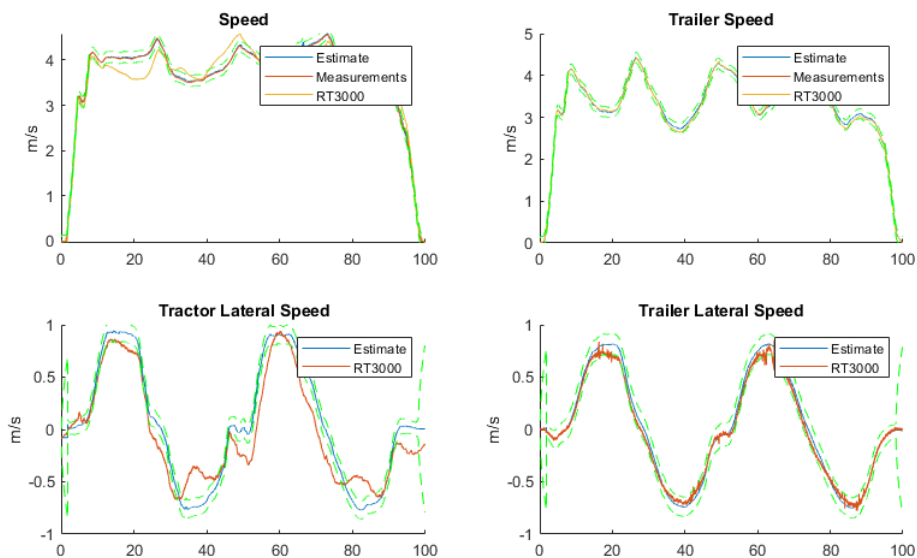 Speed
Estimate
Measurements
RT3000
m/s
4
3
2
1
0
0 20 40 60 80 100
Trailer Speed
Estimate
Measurements
RT3000
m/s
5
4
3
2
1
0
0 20 40 60 80 100
Tractor Lateral Speed
Estimate
RT3000
m/s
1
0.5
0
-0.5
-1
0 20 40 60 80 100
Trailer Lateral Speed
Estimate
RT3000
m/s
1
0.5
0
-0.5
-1
0 20 40 60 80 100